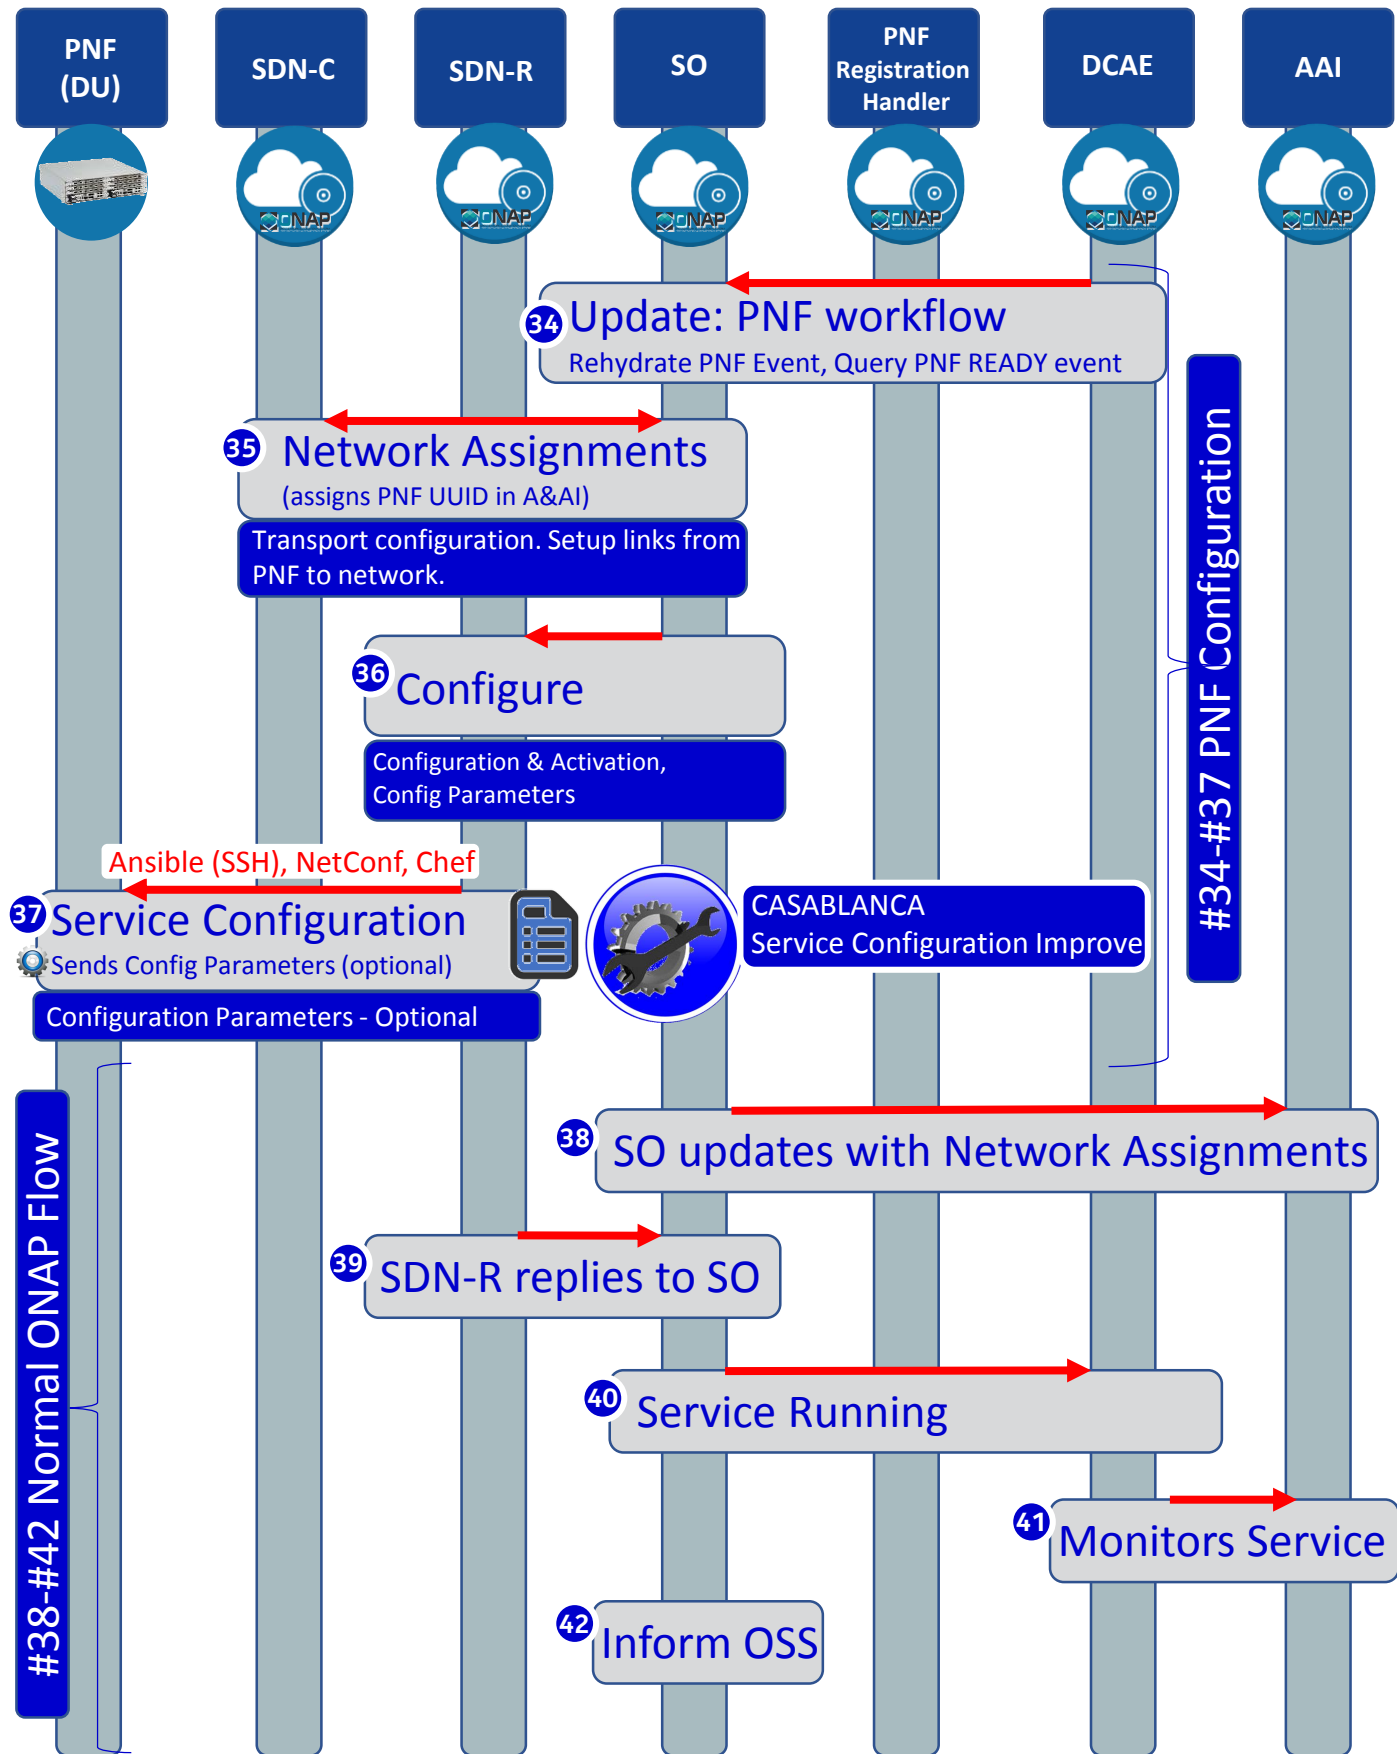 PNF
(DU)
SDN-C
SDN-R
SO
PNF
Registration
Handler
DCAE
AAI
ONAP
ONAP
ONAP
ONAP
ONAP
ONAP
34
Update: PNF workflow
Rehydrate PNF Event, Query PNF READY event
35
Network Assignments
(assigns PNF UUID in A&AI)
Transport configuration. Setup links from
PNF to network.
36
Configure
Configuration & Activation,
Config Parameters
#34-#37 PNF Configuration
Ansible (SSH), NetConf, Chef
37
Service Configuration
Sends Config Parameters (optional)
Configuration Parameters - Optional
CASABLANCA
Service Configuration Improve
#38-#42 Normal ONAP Flow
38
SO updates with Network Assignments
39
SDN-R replies to SO
40
Service Running
41
Monitors Service
42
Inform OSS